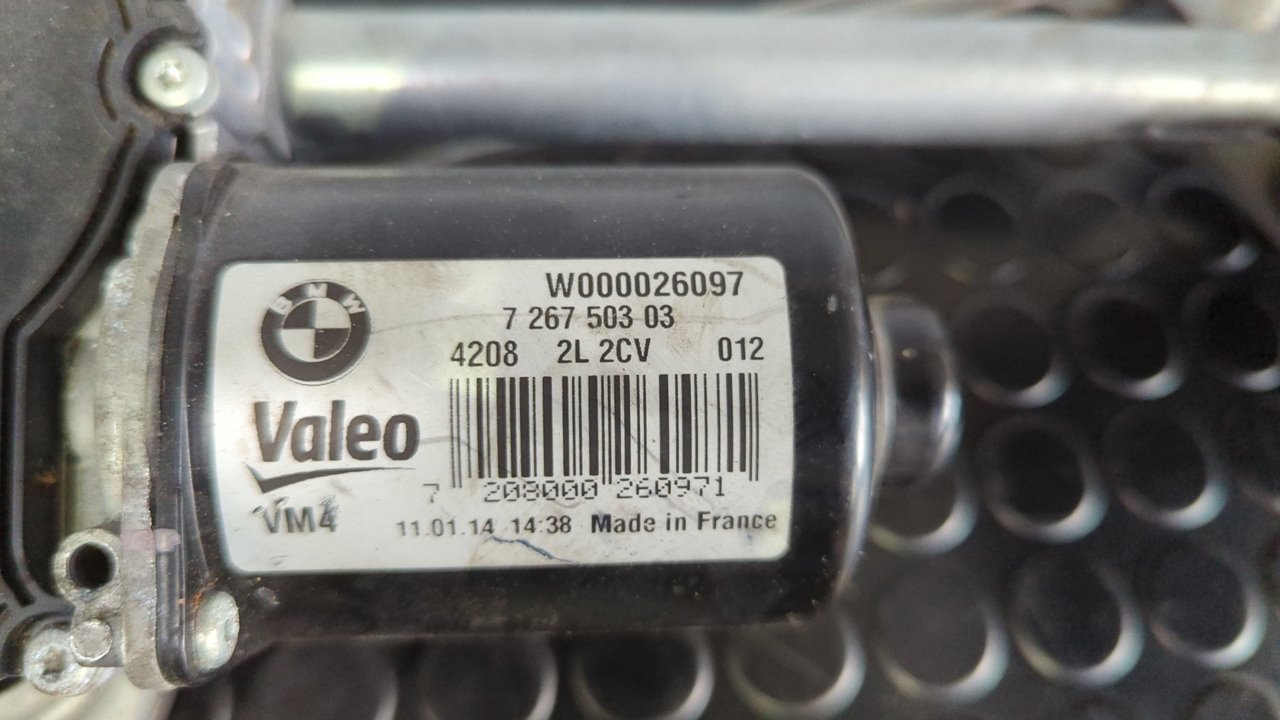 BMW
W000026097
7 267 503 03
4208 2L 2CV 012
Valeo
7 208000 260971
VM4
11.01.14 14:38 Made in France